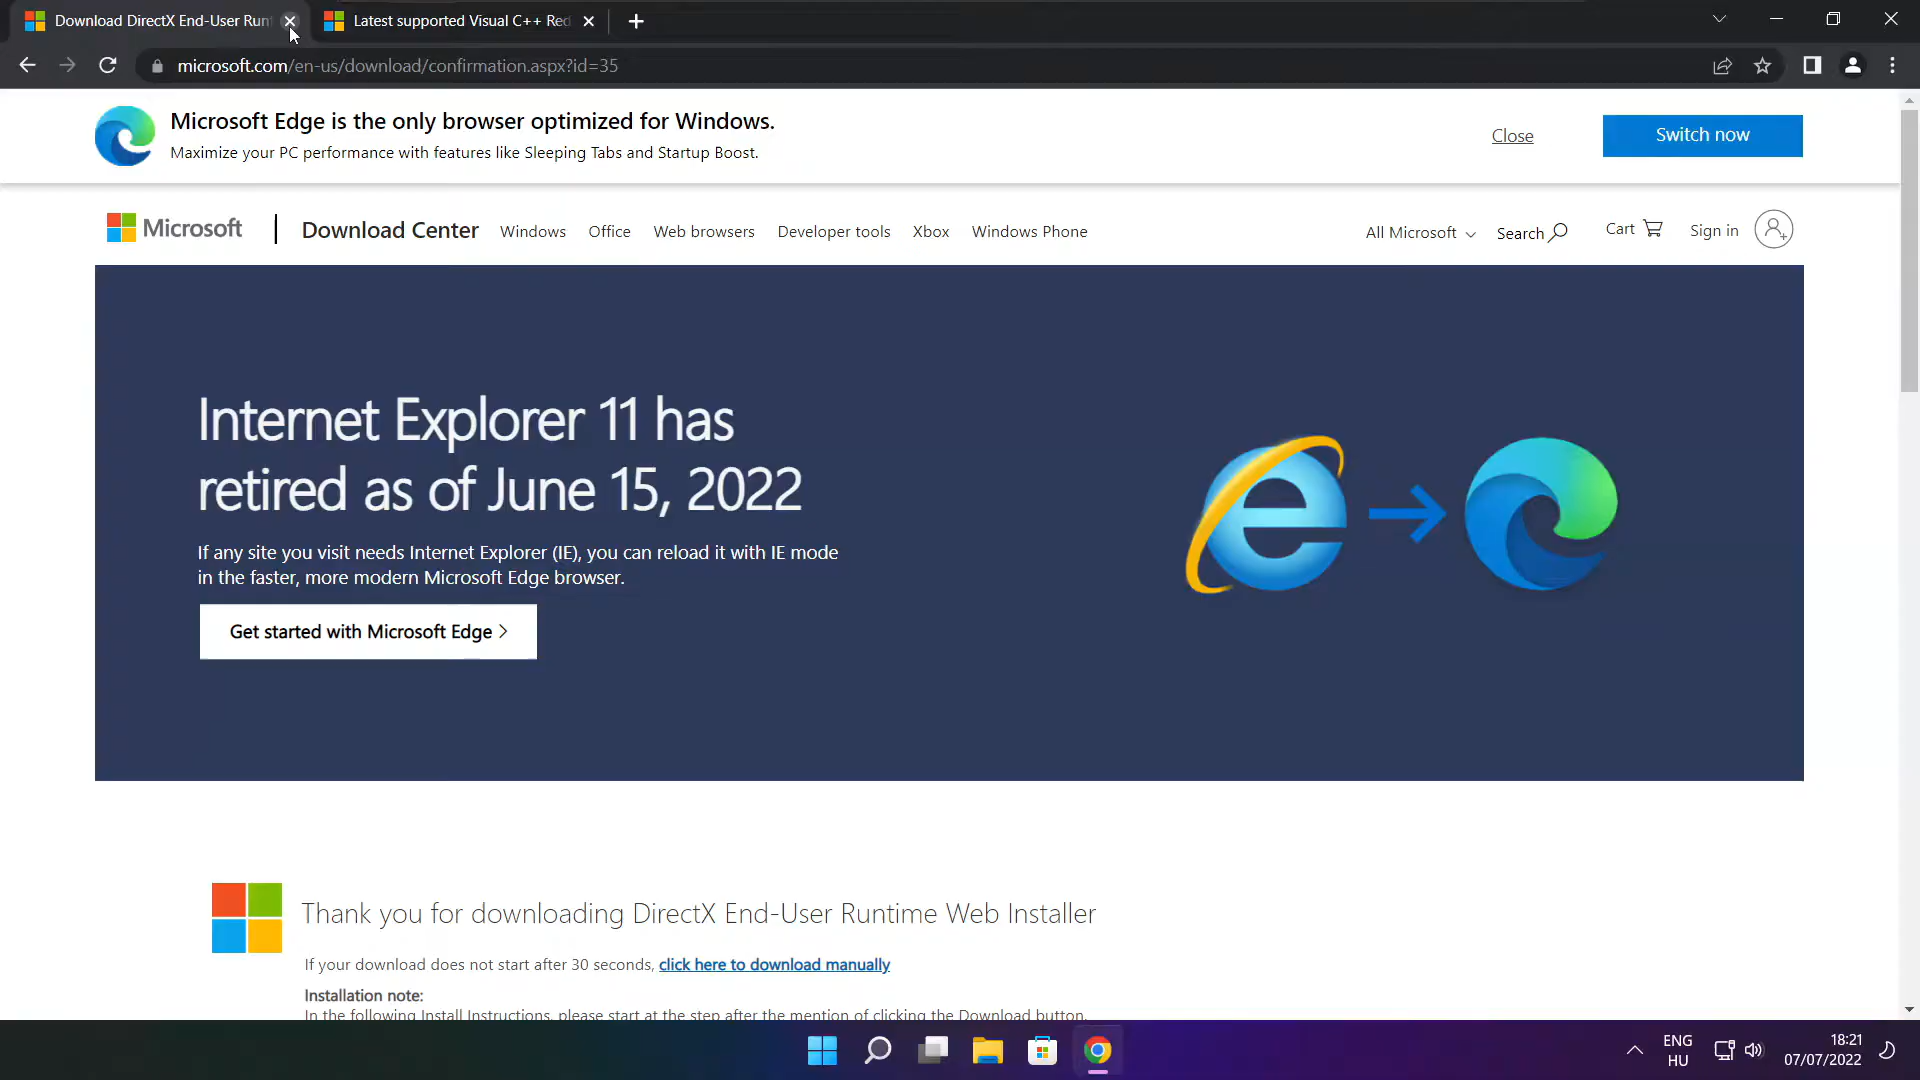 Download DirectX End-User Runt
Latest supported Visual C++ Red
microsoft.com/en-us/download/confirmation.aspx?id=35
Microsoft Edge is the only browser optimized for Windows.
Maximize your PC performance with features like Sleeping Tabs and Startup Boost.
Close
Switch now
Microsoft
Download Center
Windows
Office
Web browsers
Developer tools
Xbox
Windows Phone
All Microsoft
Search
Cart
Sign in
Internet Explorer 11 has
retired as of June 15, 2022
If any site you visit needs Internet Explorer (IE), you can reload it with IE mode
in the faster, more modern Microsoft Edge browser.
Get started with Microsoft Edge >
Thank you for downloading DirectX End-User Runtime Web Installer
If your download does not start after 30 seconds, click here to download manually
Installation note:
In the following Install Instructions, please start at the step after the mention of clicking the Download button.
ENG
HU
18:21
07/07/2022